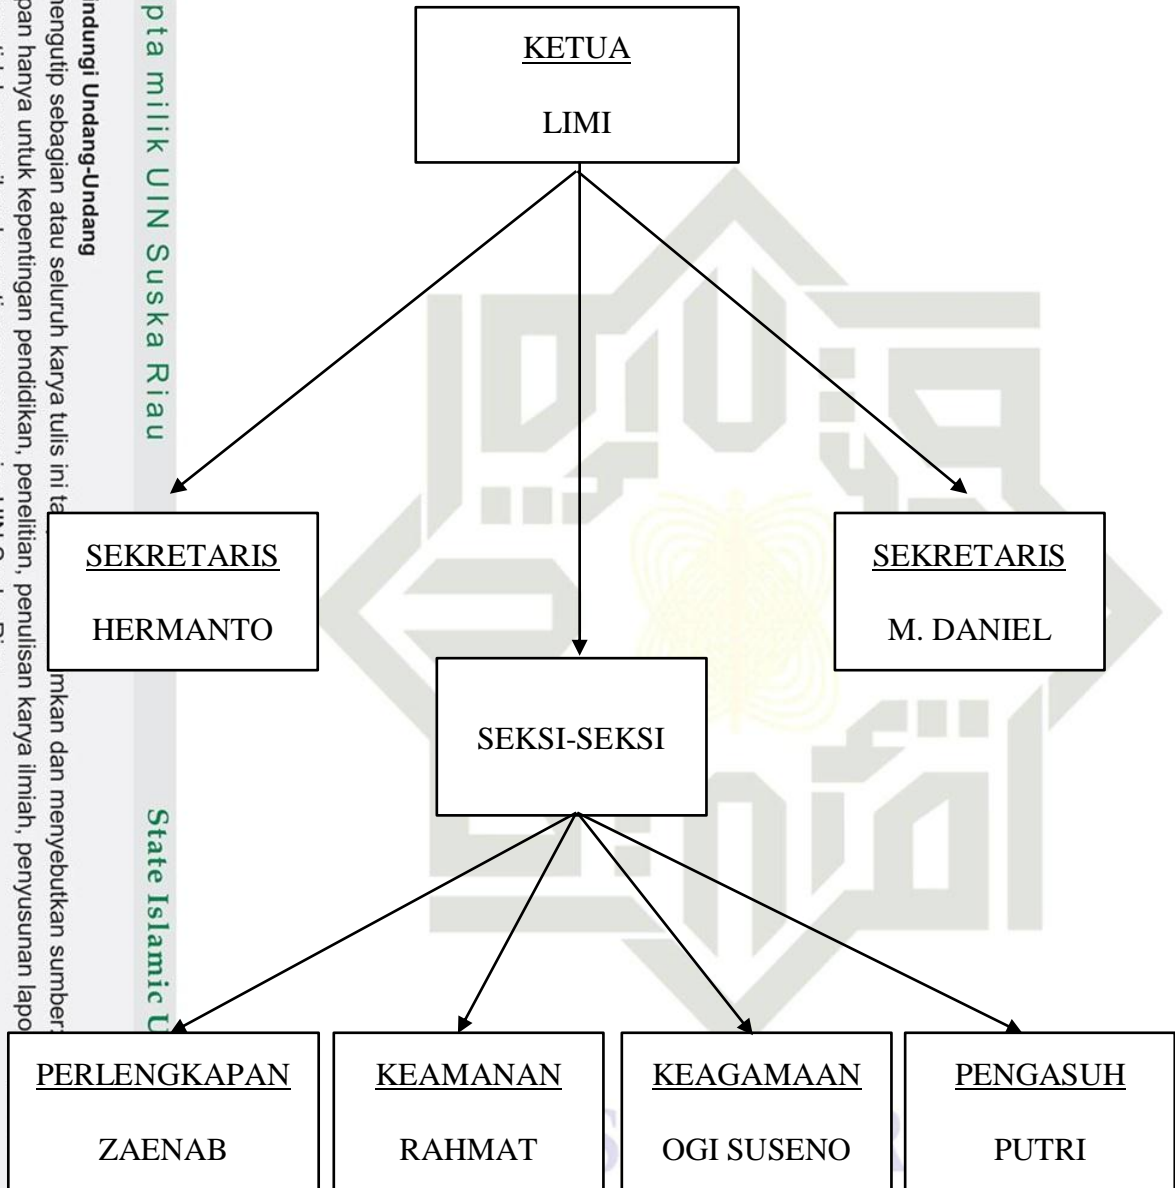 KETUA
LIMI
SEKRETARIS
HERMANTO
SEKRETARIS
M. DANIEL
SEKSI-SEKSI
PERLENGKAPAN
ZAENAB
KEAMANAN
RAHMAT
KEAGAMAAN
OGI SUSENO
PENGASUH
PUTRI
pta milik UIN Suska Riau
State Islamic U
indungi Undang-Undang
mengutip sebagian atau seluruh karya tulis ini
mkan dan menyebutkan sumber:
pan hanya untuk kepentingan pendidikan, penelitian, penulisan karya ilmiah, penyusunan lapo